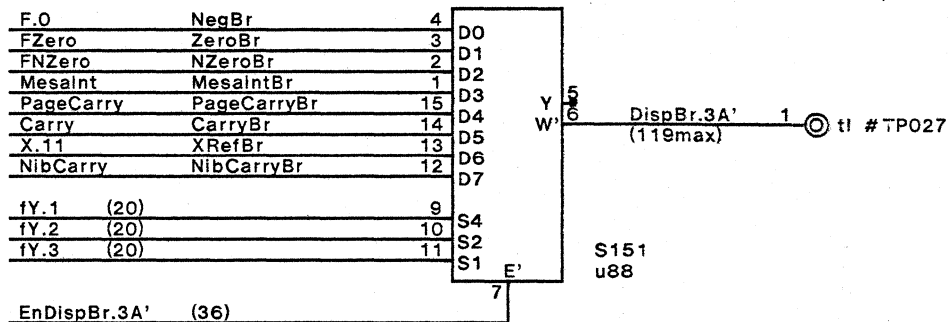 F.0 NegBr 4 D0
FZero ZeroBr 3 D1
FNZero NZeroBr 2 D2
MesaInt MesaIntBr 1 D3
PageCarry PageCarryBr 15 D4
Carry CarryBr 14 D5
X.11 XRefBr 13 D6
NibCarry NibCarryBr 12 D7
Y 5
W' 6 DispBr.3A' 1 tl #TP027
(119max)
fY.1 (20) 9 S4
fY.2 (20) 10 S2
fY.3 (20) 11 S1
E'
7
S151
u88
EnDispBr.3A' (36)